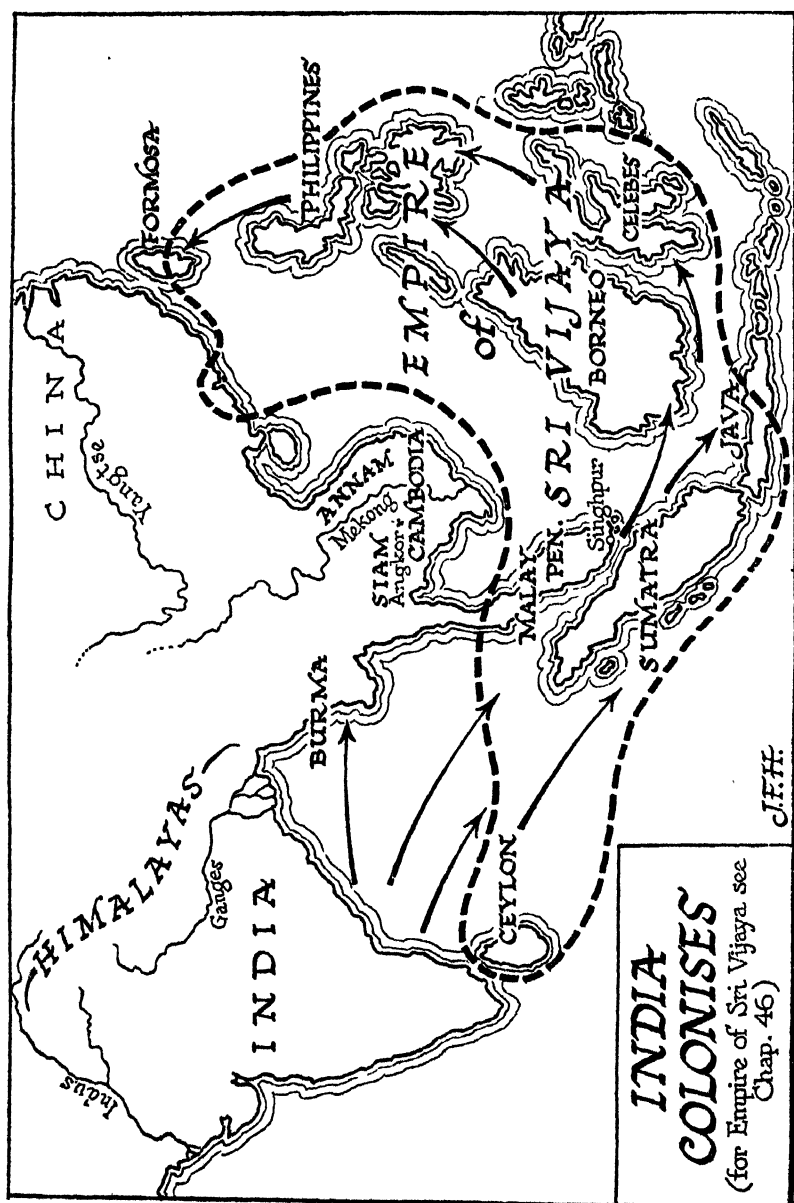 CHINA
Yangtse
FORMOSA
PHILIPPINES
HIMALAYAS
Indus
Ganges
INDIA
BURMA
SIAM
Angkor
ANNAM
Mekong
CAMBODIA
CEYLON
MALAY
PEN.
Singhpur
EMPIRE
of
SRI VIJAYA
BORNEO
CELEBES
SUMATRA
JAVA
INDIA
COLONISES
(for Empire of Sri Vijaya see
Chap. 46)
J.F.H.